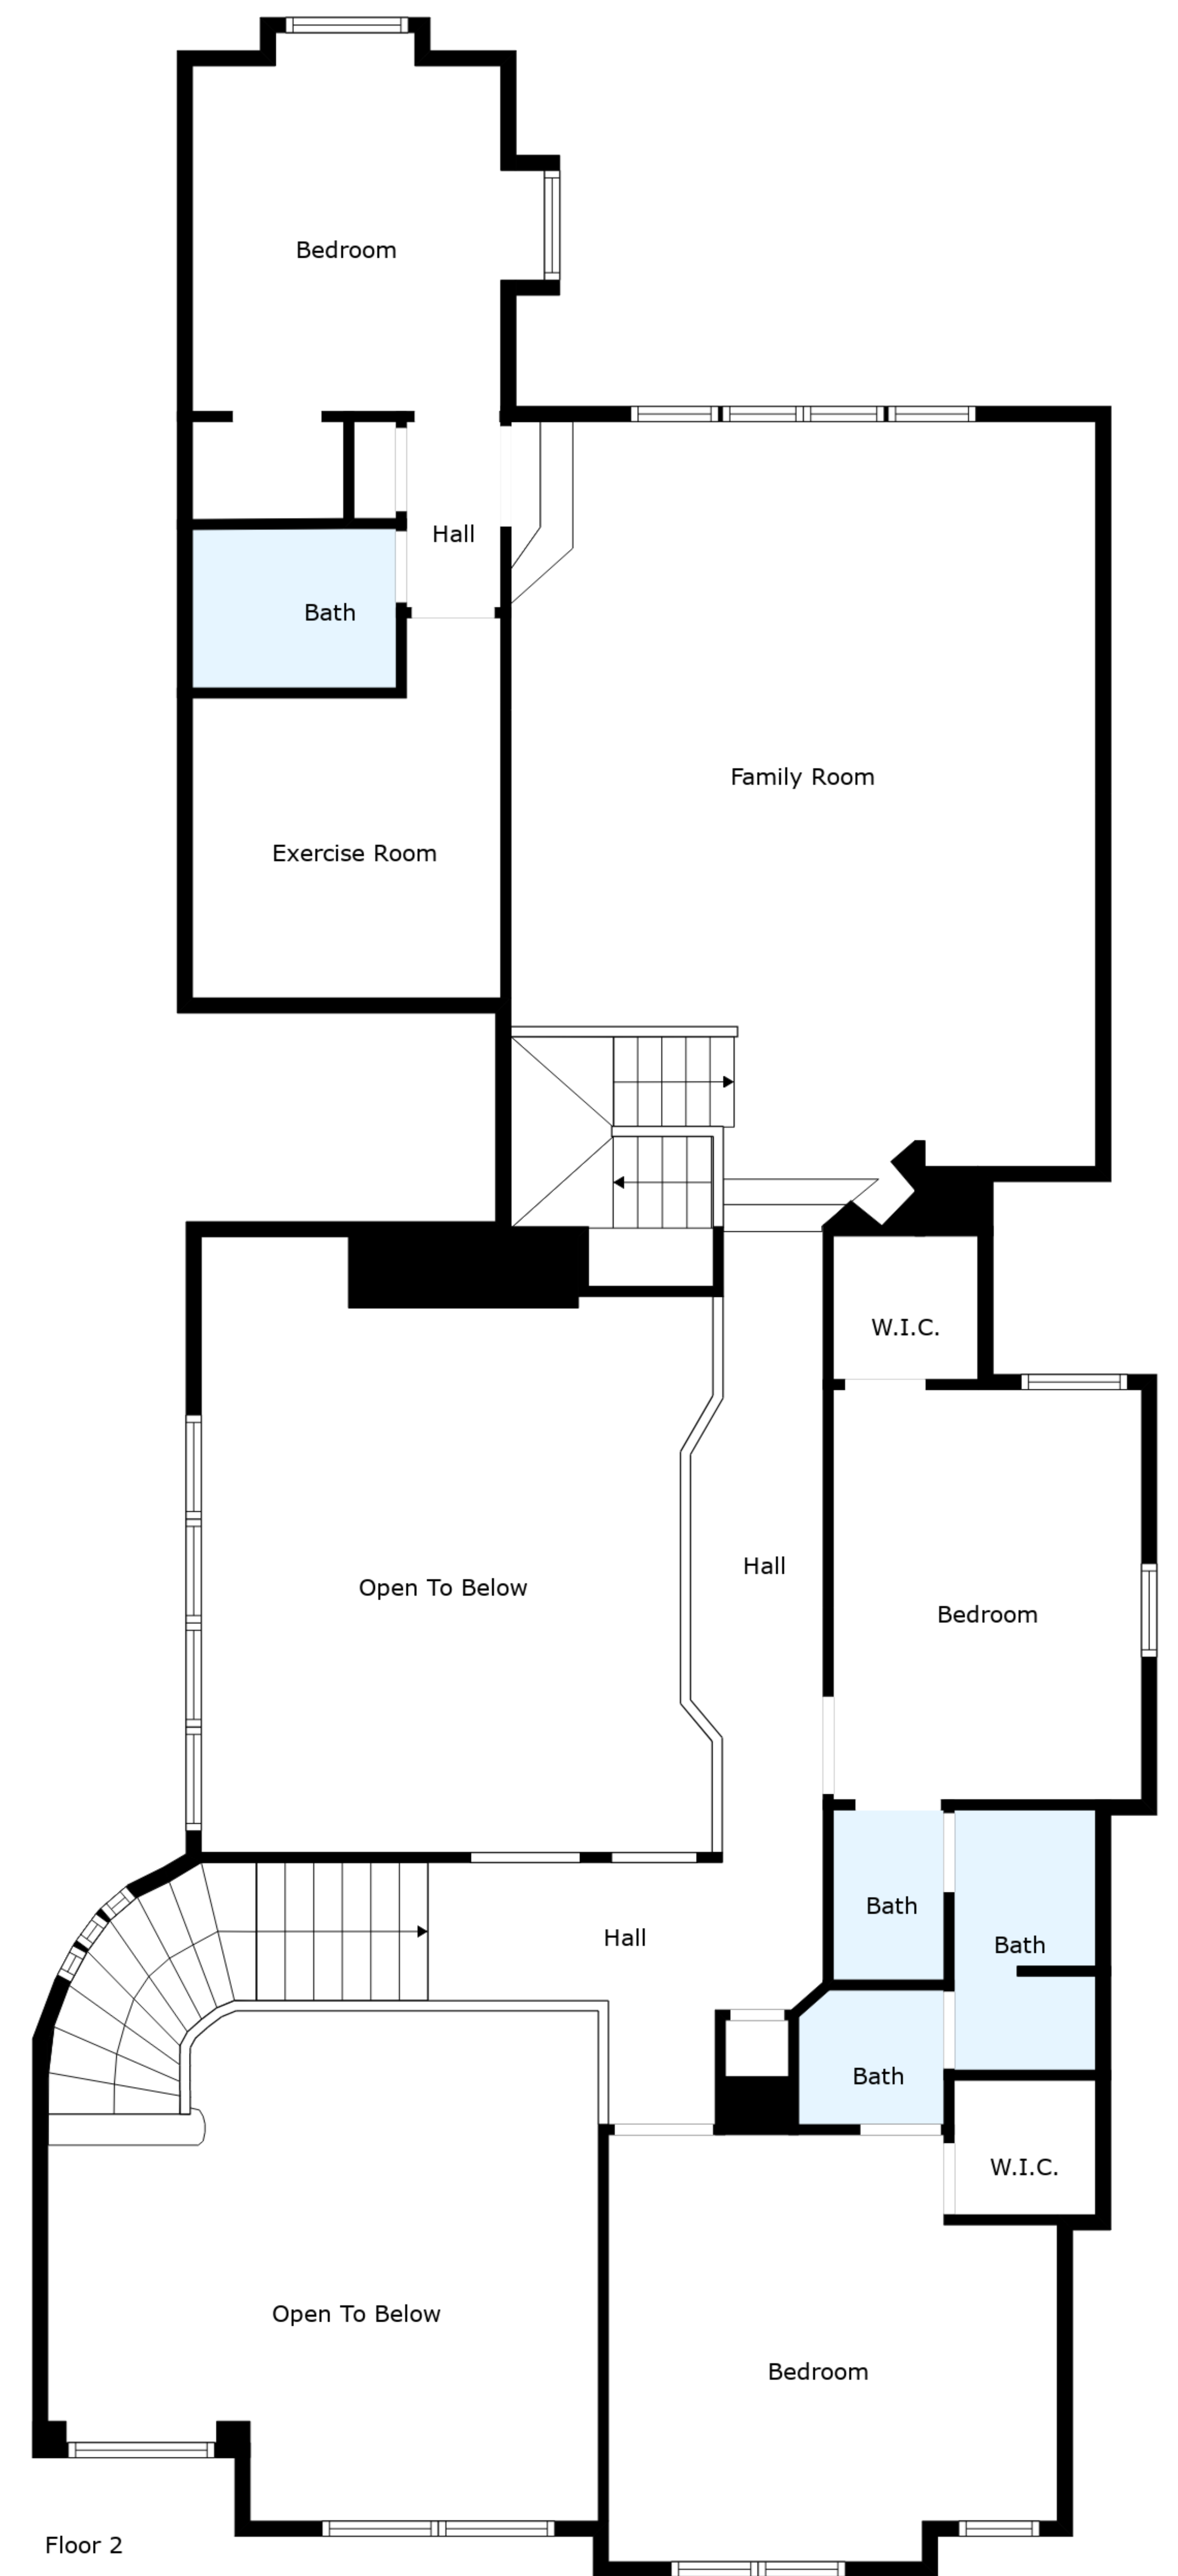 Bedroom
Hall
Bath
Family Room
Exercise Room
W.I.C.
Hall
Open To Below
Bedroom
Bath
Hall
Bath
Bath
W.I.C.
Open To Below
Bedroom
Floor 2